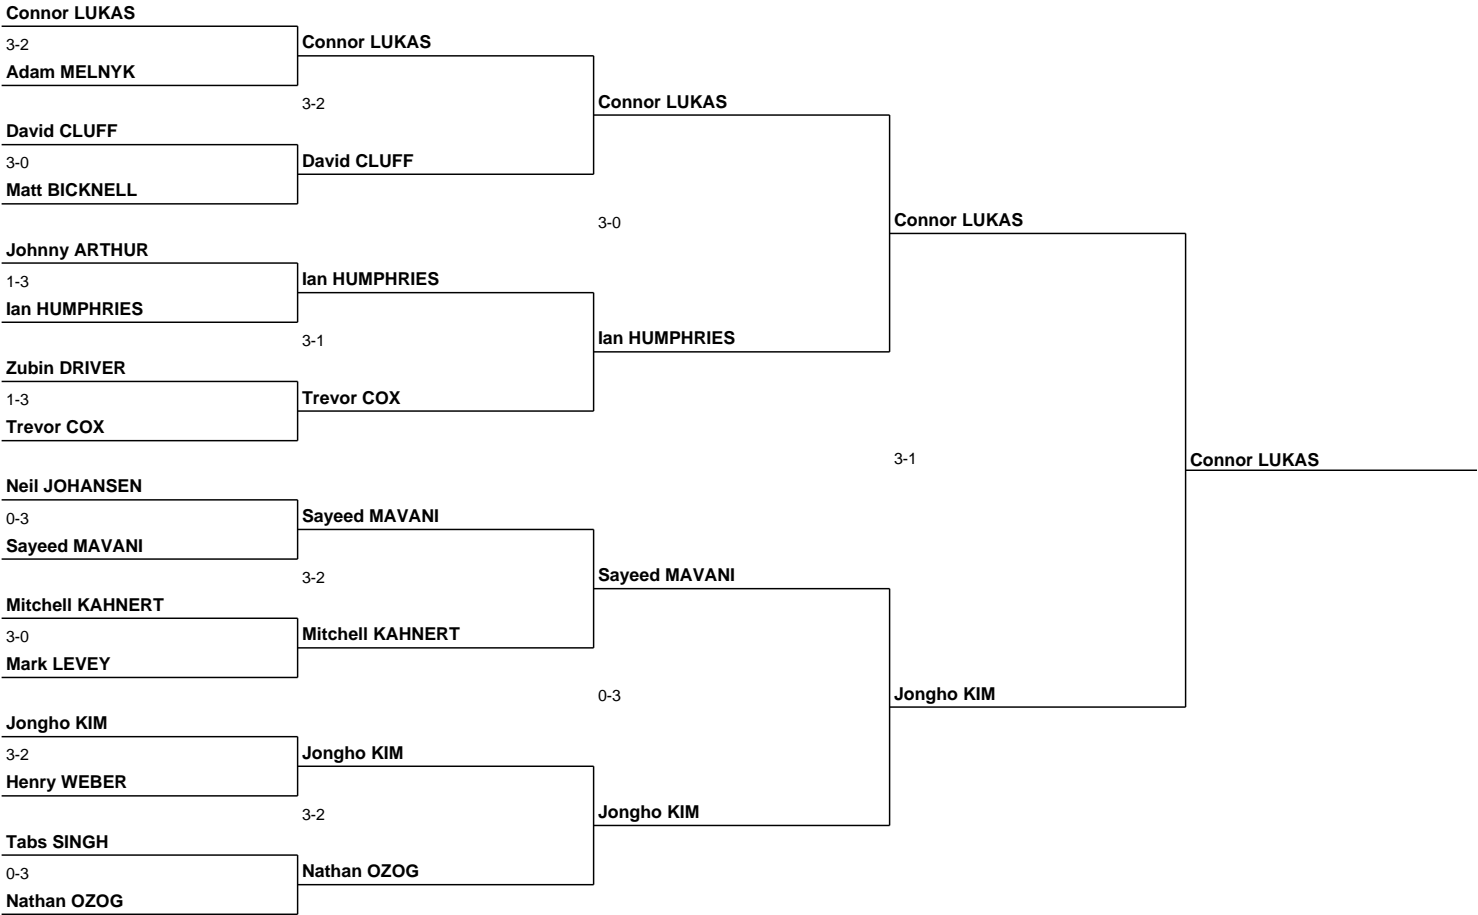 Connor LUKAS
3-2
Adam MELNYK
David CLUFF
3-0
Matt BICKNELL
Johnny ARTHUR
1-3
Ian HUMPHRIES
Zubin DRIVER
1-3
Trevor COX
Neil JOHANSEN
0-3
Sayeed MAVANI
Mitchell KAHNERT
3-0
Mark LEVEY
Jongho KIM
3-2
Henry WEBER
Tabs SINGH
0-3
Nathan OZOG
Connor LUKAS
3-2
David CLUFF
Ian HUMPHRIES
3-1
Trevor COX
Sayeed MAVANI
3-2
Mitchell KAHNERT
Jongho KIM
3-2
Nathan OZOG
Connor LUKAS
3-0
Ian HUMPHRIES
Sayeed MAVANI
0-3
Jongho KIM
Connor LUKAS
3-1
Jongho KIM
Connor LUKAS